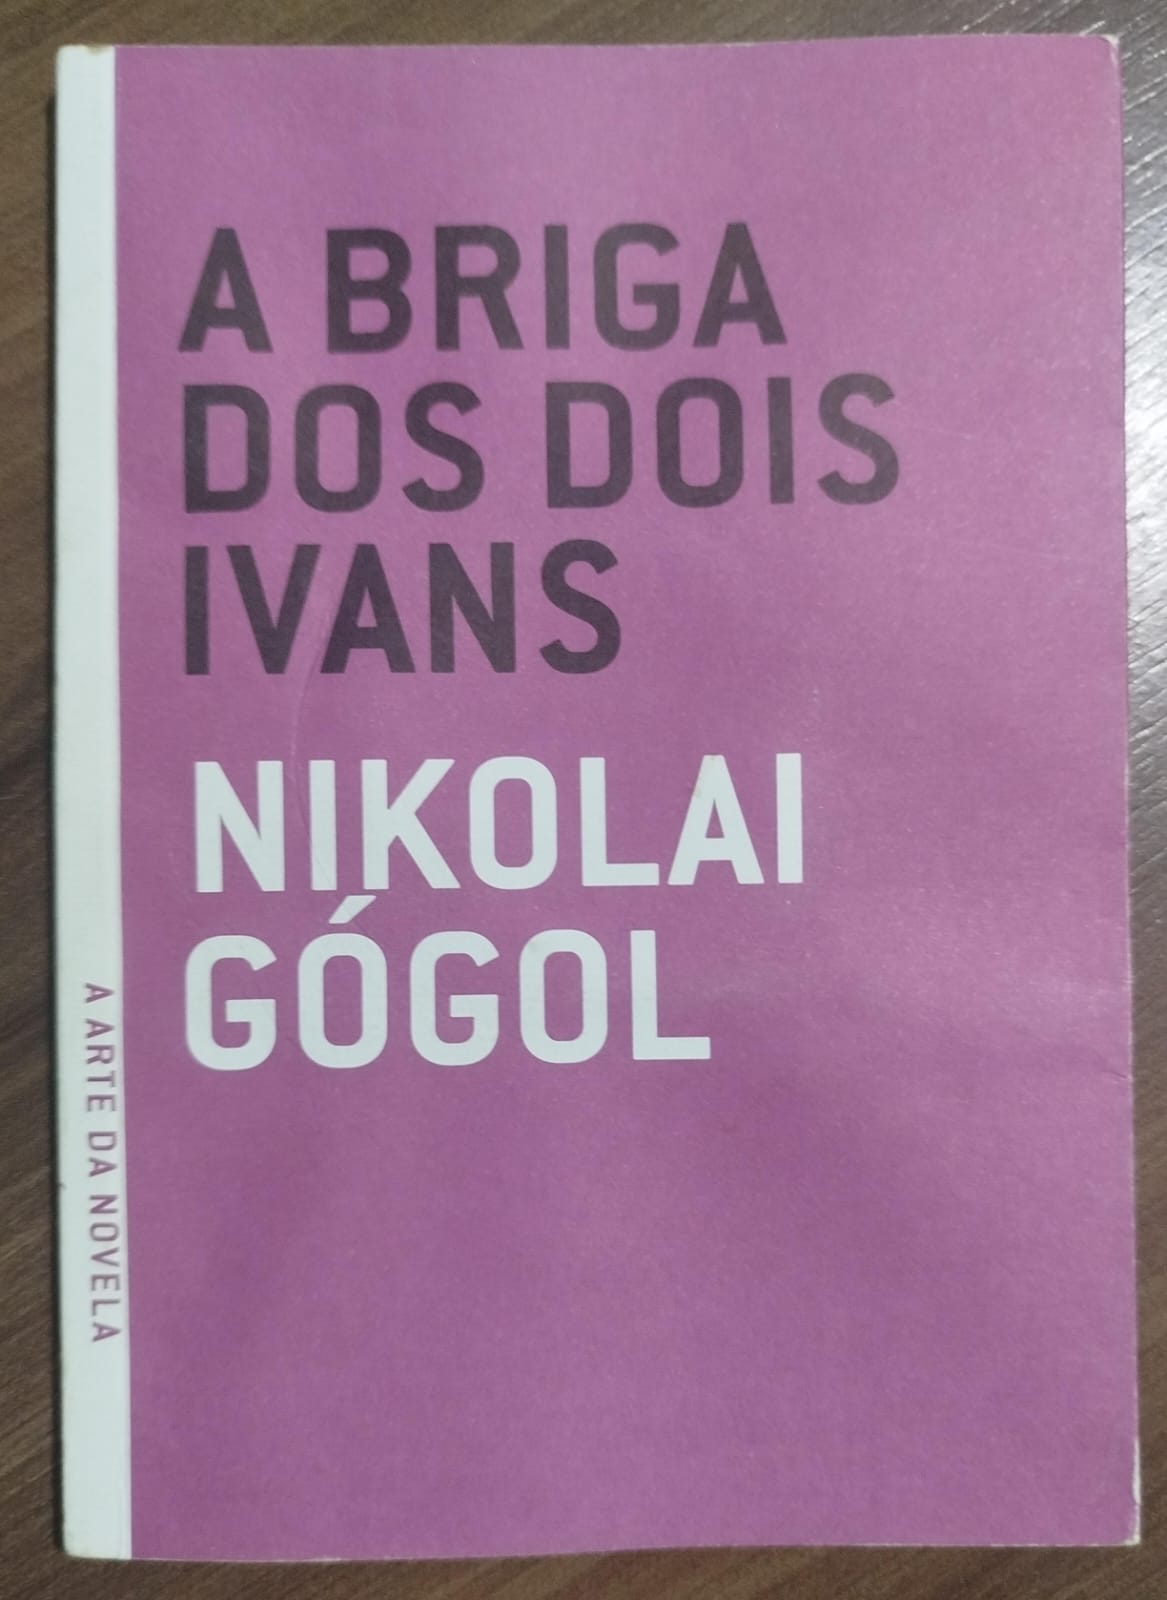 A BRIGA
DOS DOIS
IVANS
NIKOLAI
GÓGOL
A ARTE DA NOVELA